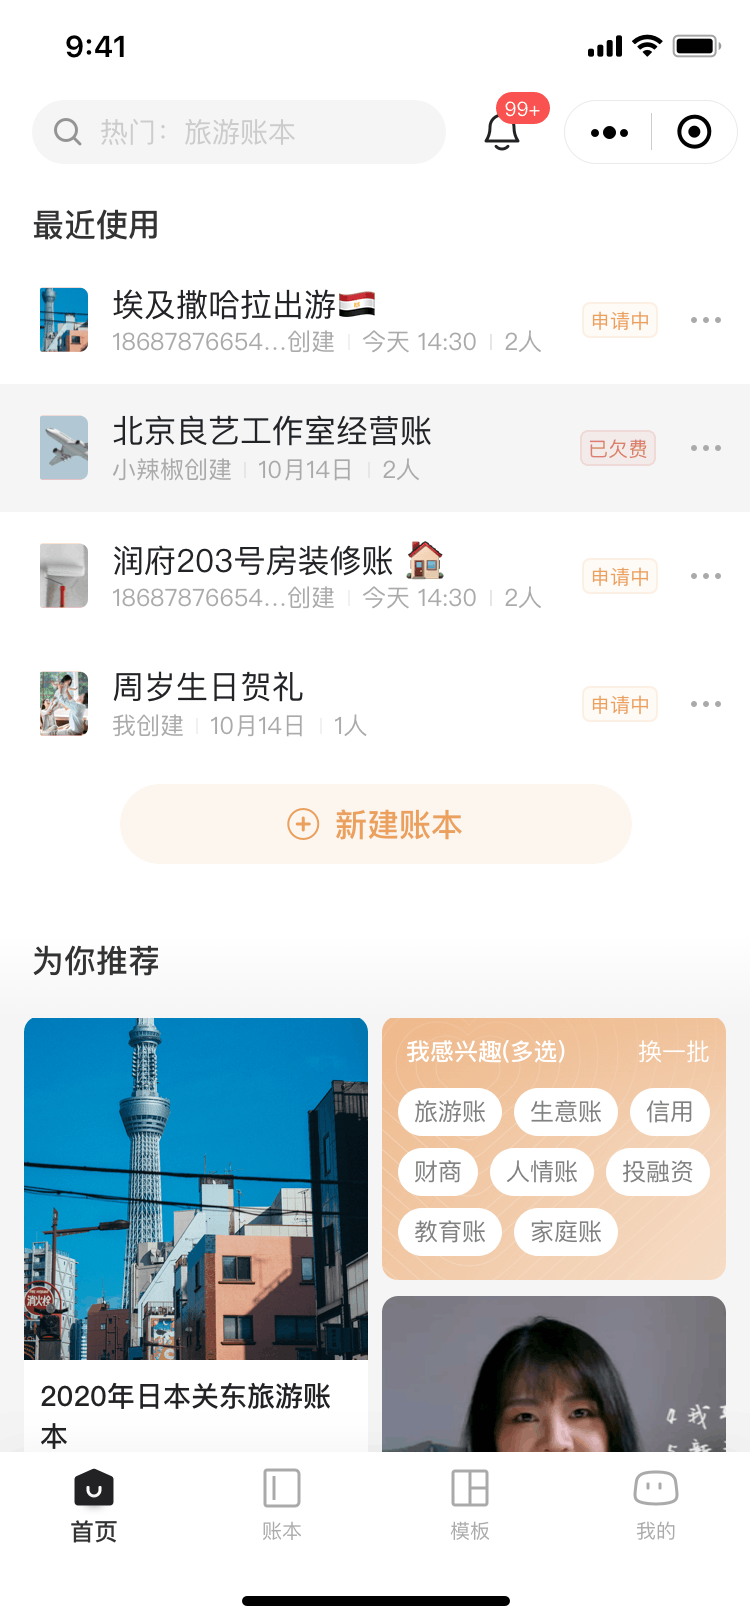 9:41
热门：旅游账本
99+
最近使用
埃及撒哈拉出游🇪🇬
18687876654...创建 | 今天 14:30 | 2人
申请中
北京良艺工作室经营账
小辣椒创建 | 10月14日 | 2人
已欠费
润府203号房装修账 🏠
18687876654...创建 | 今天 14:30 | 2人
申请中
周岁生日贺礼
我创建 | 10月14日 | 1人
申请中
新建账本
为你推荐
消火栓
2020年日本关东旅游账
本
我感兴趣(多选)
换一批
旅游账 生意账 信用
财商 人情账 投融资
教育账 家庭账
4我
首页 账本 模板 我的